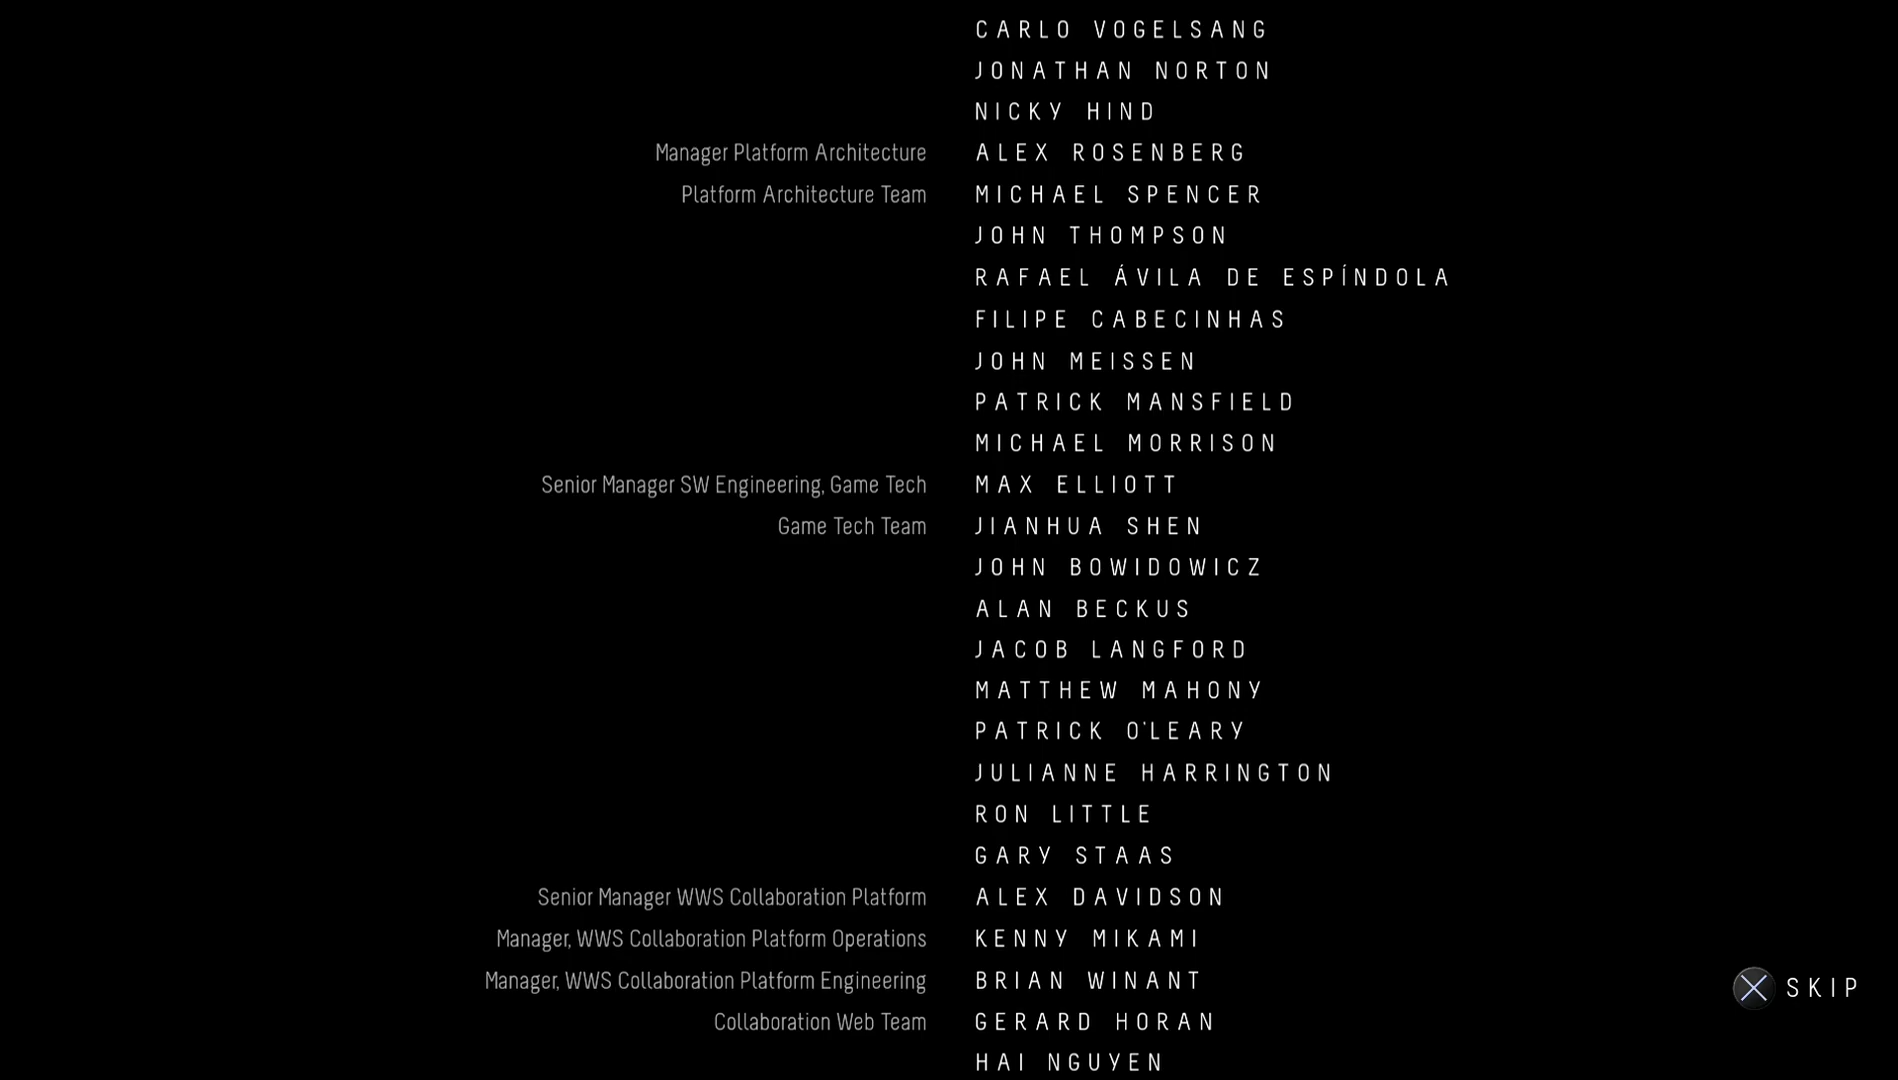 CARLO VOGELSANG
JONATHAN NORTON
NICKY HIND
Manager Platform Architecture ALEX ROSENBERG
Platform Architecture Team MICHAEL SPENCER
JOHN THOMPSON
RAFAEL ÁVILA DE ESPÍNDOLA
FILIPE CABECINHAS
JOHN MEISSEN
PATRICK MANSFIELD
MICHAEL MORRISON
Senior Manager SW Engineering, Game Tech MAX ELLIOTT
Game Tech Team JIANHUA SHEN
JOHN BOWIDOWICZ
ALAN BECKUS
JACOB LANGFORD
MATTHEW MAHONY
PATRICK O'LEARY
JULIANNE HARRINGTON
RON LITTLE
GARY STAAS
Senior Manager WWS Collaboration Platform ALEX DAVIDSON
Manager, WWS Collaboration Platform Operations KENNY MIKAMI
Manager, WWS Collaboration Platform Engineering BRIAN WINANT
SKIP
Collaboration Web Team GERARD HORAN
HAI NGUYEN